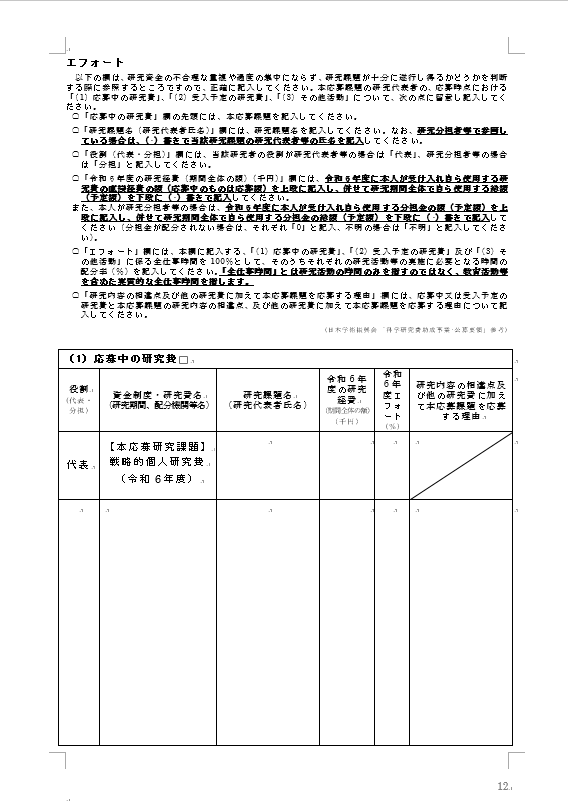 エフォート
以下の欄は、研究資金の不合理な重複や過度の集中にならず、研究課題が十分に遂行し得るかどうかを判断
する際に参照するところですので、正確に記入してください。本応募課題の研究代表者の、応募時点における
「(1) 応募中の研究費」、「(2) 受入予定の研究費」、「(3) その他活動」について、次の点に留意し記入してく
ださい。
○「応募中の研究費」欄の先頭には、本応募課題を記入してください。
○「研究課題名（研究代表者氏名）」欄には、研究課題名を記入してください。なお、研究分担者等で参画し
ている場合は、( ) 書きで当該研究課題の研究代表者等の氏名を記入してください。
○「役割（代表・分担）」欄には、当該研究者の役割が研究代表者等の場合は「代表」、研究分担者等の場合
は「分担」と記入してください。
○「令和６年度の研究経費（期間全体の額）（千円）」欄には、令和６年度に本人が受け入れ自ら使用する研
究費の直接経費の額（応募中のものは応募額）を上段に記入し、併せて研究期間全体で自ら使用する総額
（予定額）を下段に ( ) 書きで記入してください。
また、本人が研究分担者等の場合は、令和６年度に本人が受け入れ自ら使用する分担金の額（予定額）を上
段に記入し、併せて研究期間全体で自ら使用する分担金の総額（予定額）を下段に ( ) 書きで記入して
ください（分担金が配分されない場合は、それぞれ「0」と記入、不明の場合は「不明」と記入してくださ
い）。
○「エフォート」欄には、本欄に記入する、「(1) 応募中の研究費」、「(2) 受入予定の研究費」及び「(3) そ
の他活動」に係る全仕事時間を 100％として、そのうちそれぞれの研究活動等の実施に必要となる時間の
配分率（％）を記入してください。「全仕事時間」とは研究活動の時間のみを指すのではなく、教育活動等
を含めた実質的な全仕事時間を指します。
○「研究内容の相違点及び他の研究費に加えて本応募課題を応募する理由」欄には、応募中又は受入予定の
研究費と本応募課題の研究内容の相違点、及び他の研究費に加えて本応募課題を応募する理由について記
入してください。
（日本学術振興会 「科学研究費助成事業-公募要領」参考）
（1）応募中の研究費□
役割
（代表・
分担）
資金制度・研究費名
（研究期間、配分機関等名）
研究課題名
（研究代表者氏名）
令和 6 年
度の研究
経費
（期間全体の額）
（千円）
令和
6 年
度エ
フォ
ート
（％）
研究内容の相違点及
び他の研究費に加え
て本応募課題を応募
する理由
代表
【本応募研究課題】
戦略的個人研究費
（令和 6 年度）
12